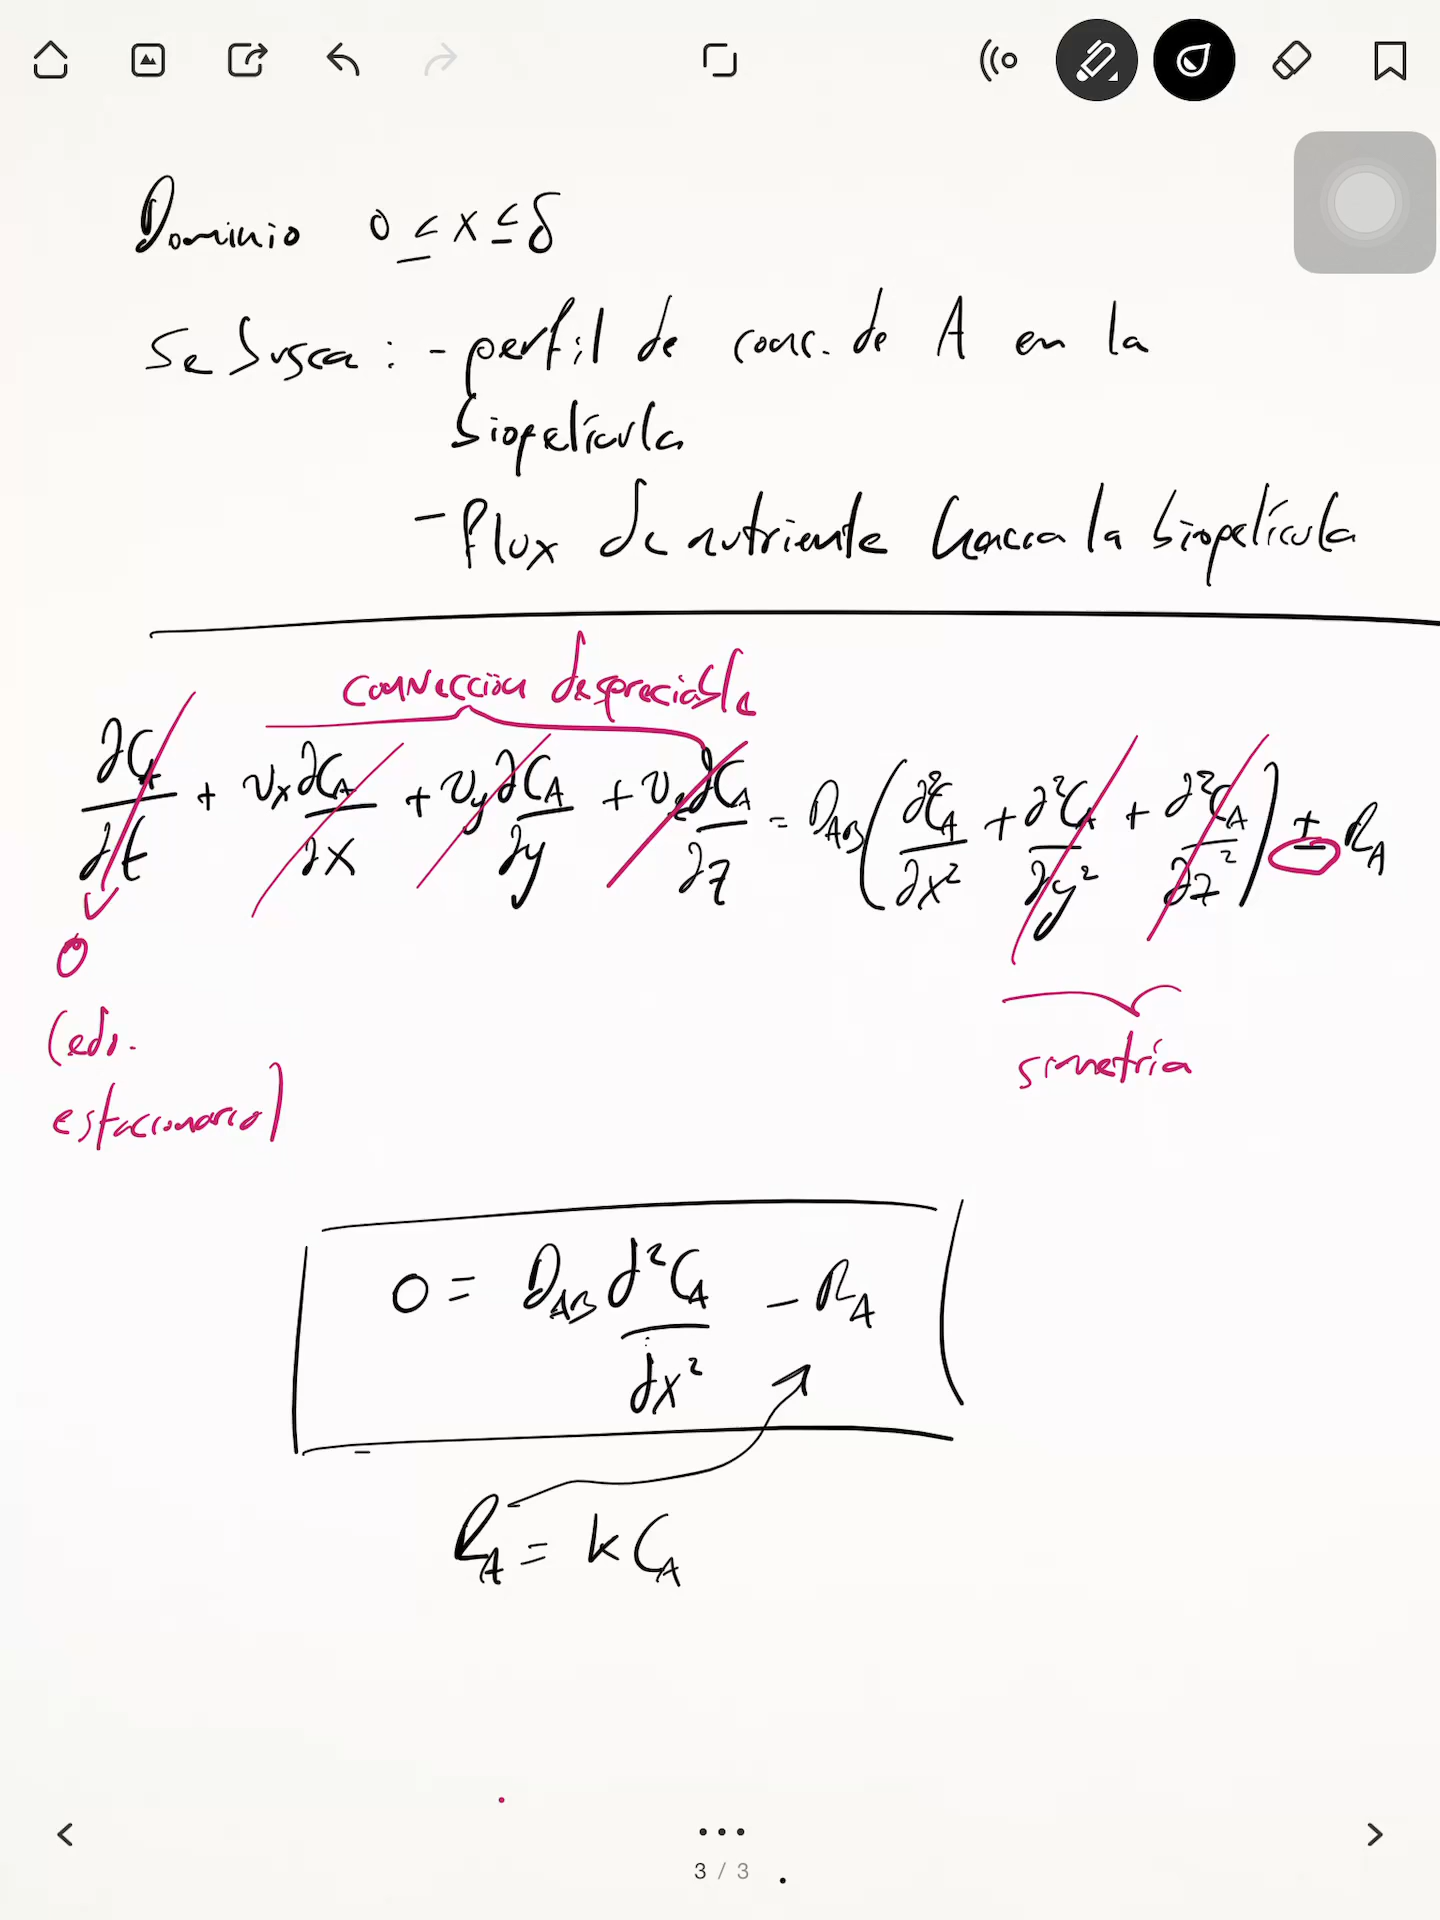 Dominio 0 ≤ x ≤ δ
Se busca : - perfil de conc. de A en la
biopelícula
- Flux de nutriente hacia la biopelícula
convección despreciable
∂C_A/∂t + v_x ∂C_A/∂x + v_y ∂C_A/∂y + v_z ∂C_A/∂z = D_AB (∂²C_A/∂x² + ∂²C_A/∂y² + ∂²C_A/∂z²) ± R_A
0
(edo.
estacionario)
simetría
0 = D_AB d²C_A/dx² - R_A
R_A = k C_A
3 / 3